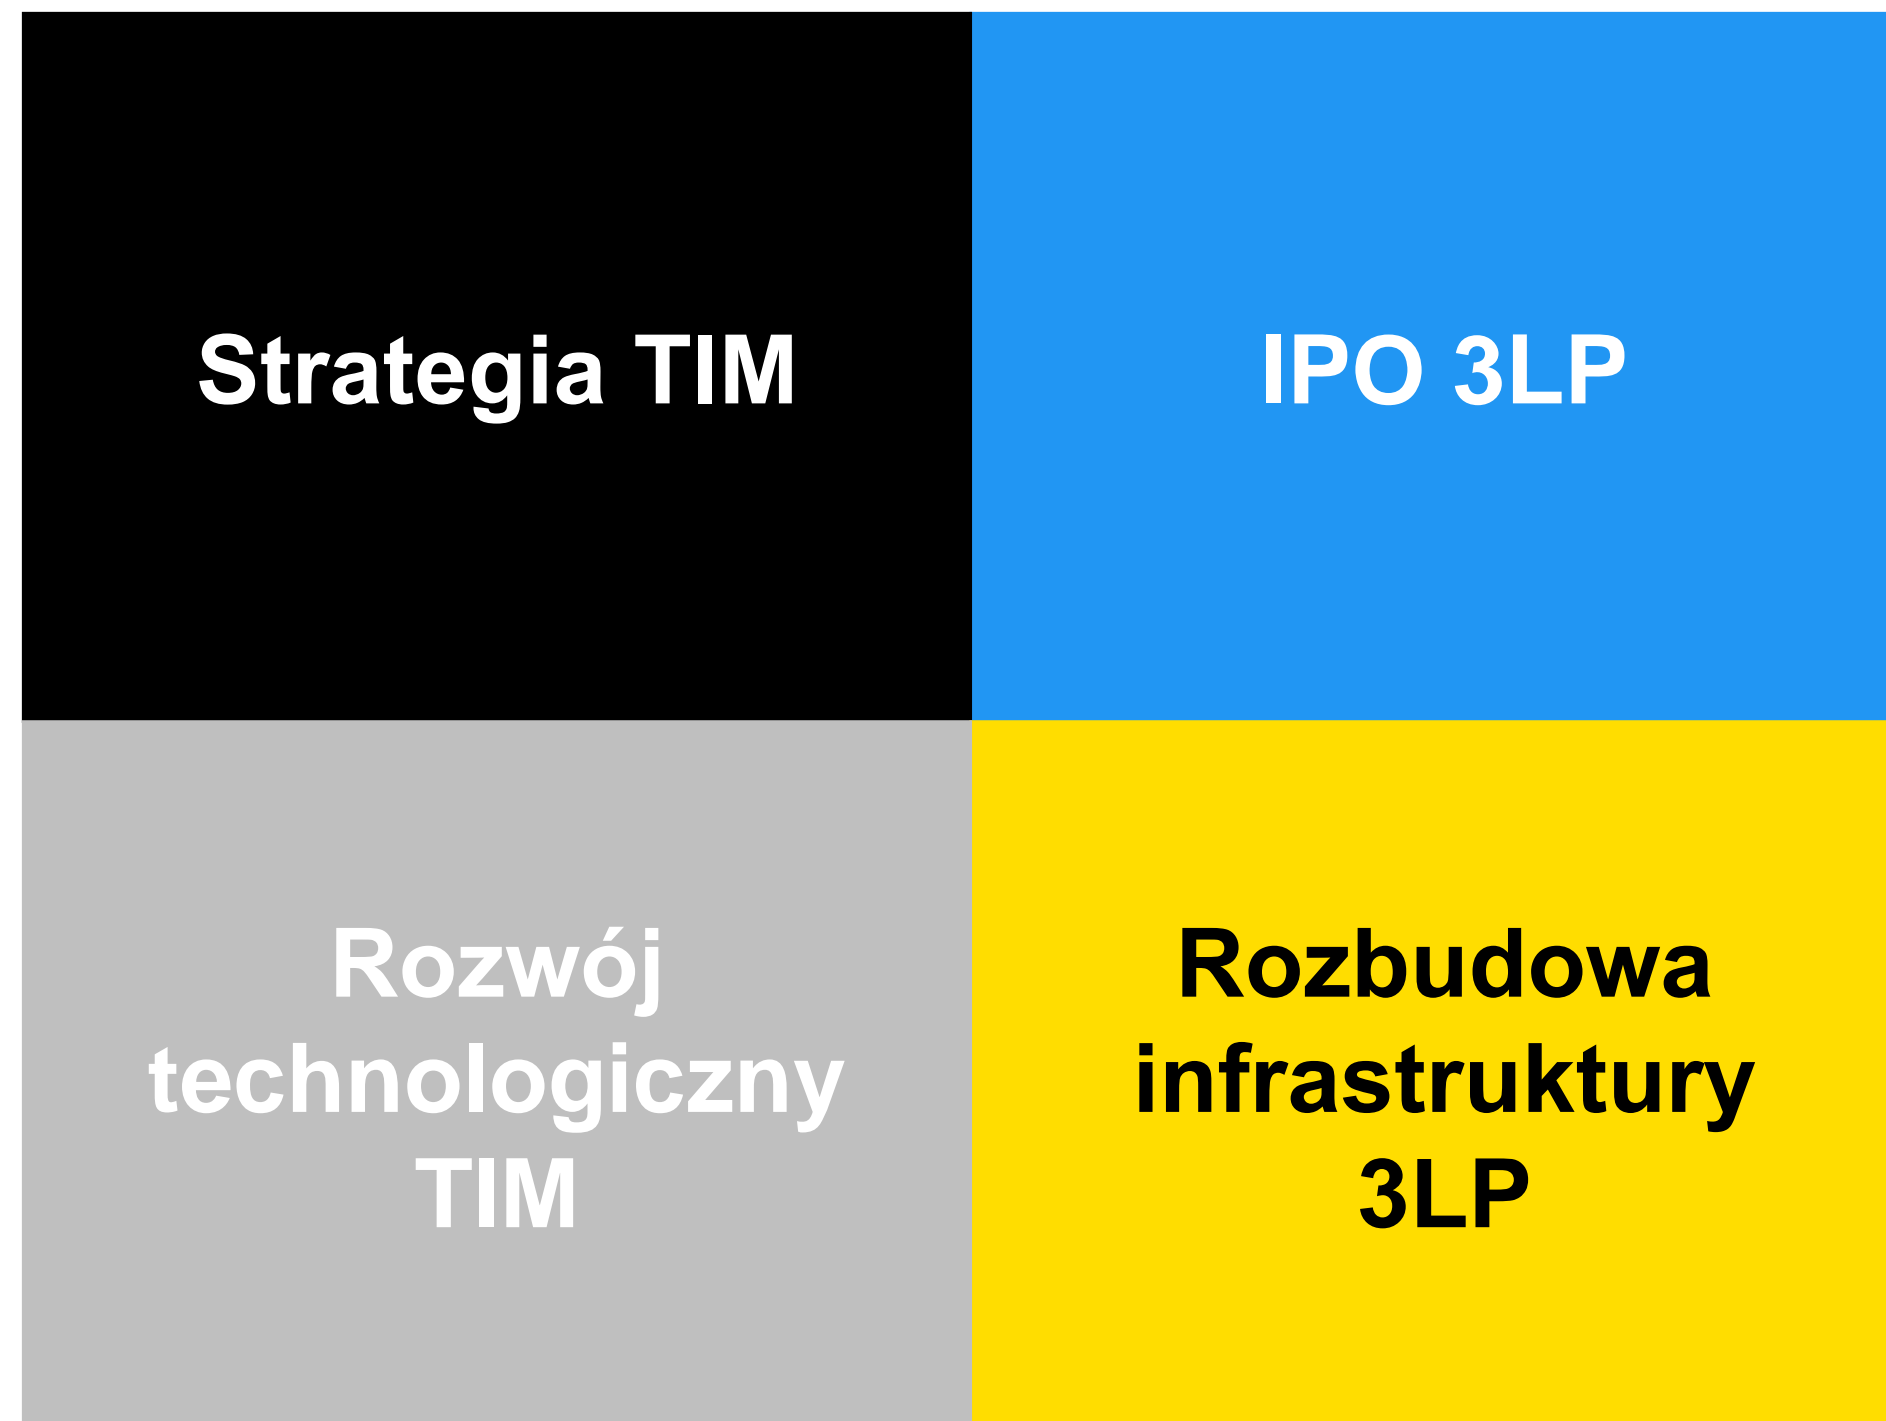 Strategia TIM
IPO 3LP
Rozwój
technologiczny
TIM
Rozbudowa
infrastruktury
3LP